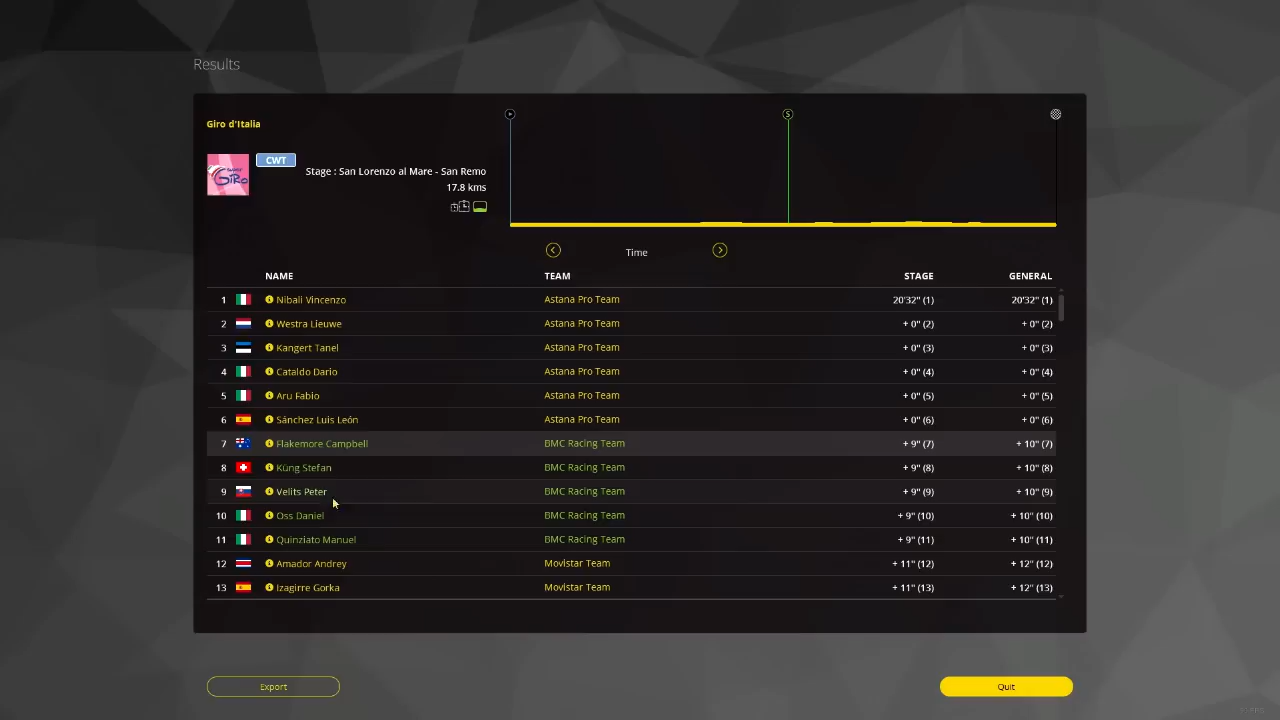 Results
Giro d'Italia
CWT
Stage : San Lorenzo al Mare - San Remo
17.8 kms
GIRO
S
Time
NAME TEAM STAGE GENERAL
1 Nibali Vincenzo Astana Pro Team 20'32" (1) 20'32" (1)
2 Westra Lieuwe Astana Pro Team + 0" (2) + 0" (2)
3 Kangert Tanel Astana Pro Team + 0" (3) + 0" (3)
4 Cataldo Dario Astana Pro Team + 0" (4) + 0" (4)
5 Aru Fabio Astana Pro Team + 0" (5) + 0" (5)
6 Sánchez Luis León Astana Pro Team + 0" (6) + 0" (6)
7 Flakemore Campbell BMC Racing Team + 9" (7) + 10" (7)
8 Küng Stefan BMC Racing Team + 9" (8) + 10" (8)
9 Velits Peter BMC Racing Team + 9" (9) + 10" (9)
10 Oss Daniel BMC Racing Team + 9" (10) + 10" (10)
11 Quinziato Manuel BMC Racing Team + 9" (11) + 10" (11)
12 Amador Andrey Movistar Team + 11" (12) + 12" (12)
13 Izagirre Gorka Movistar Team + 11" (13) + 12" (13)
Export Quit